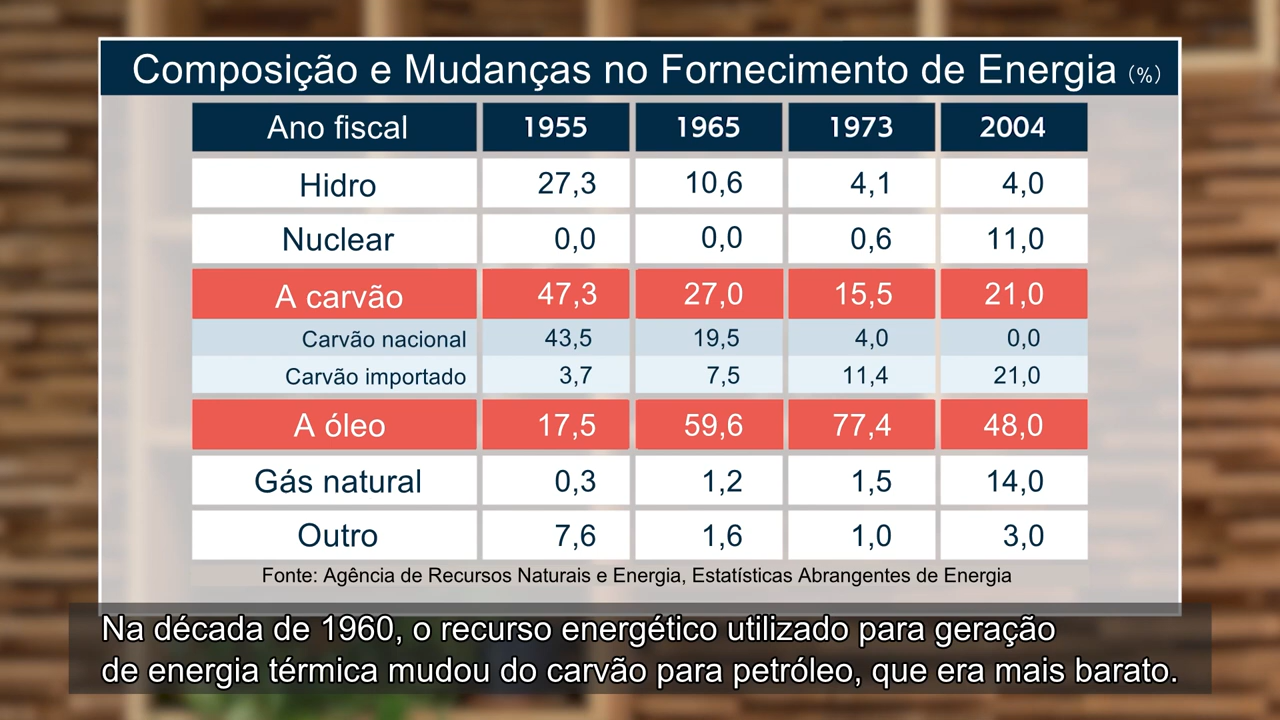 Composição e Mudanças no Fornecimento de Energia (%)
Ano fiscal 1955 1965 1973 2004
Hidro 27,3 10,6 4,1 4,0
Nuclear 0,0 0,0 0,6 11,0
A carvão 47,3 27,0 15,5 21,0
Carvão nacional 43,5 19,5 4,0 0,0
Carvão importado 3,7 7,5 11,4 21,0
A óleo 17,5 59,6 77,4 48,0
Gás natural 0,3 1,2 1,5 14,0
Outro 7,6 1,6 1,0 3,0
Fonte: Agência de Recursos Naturais e Energia, Estatísticas Abrangentes de Energia
Na década de 1960, o recurso energético utilizado para geração
de energia térmica mudou do carvão para petróleo, que era mais barato.